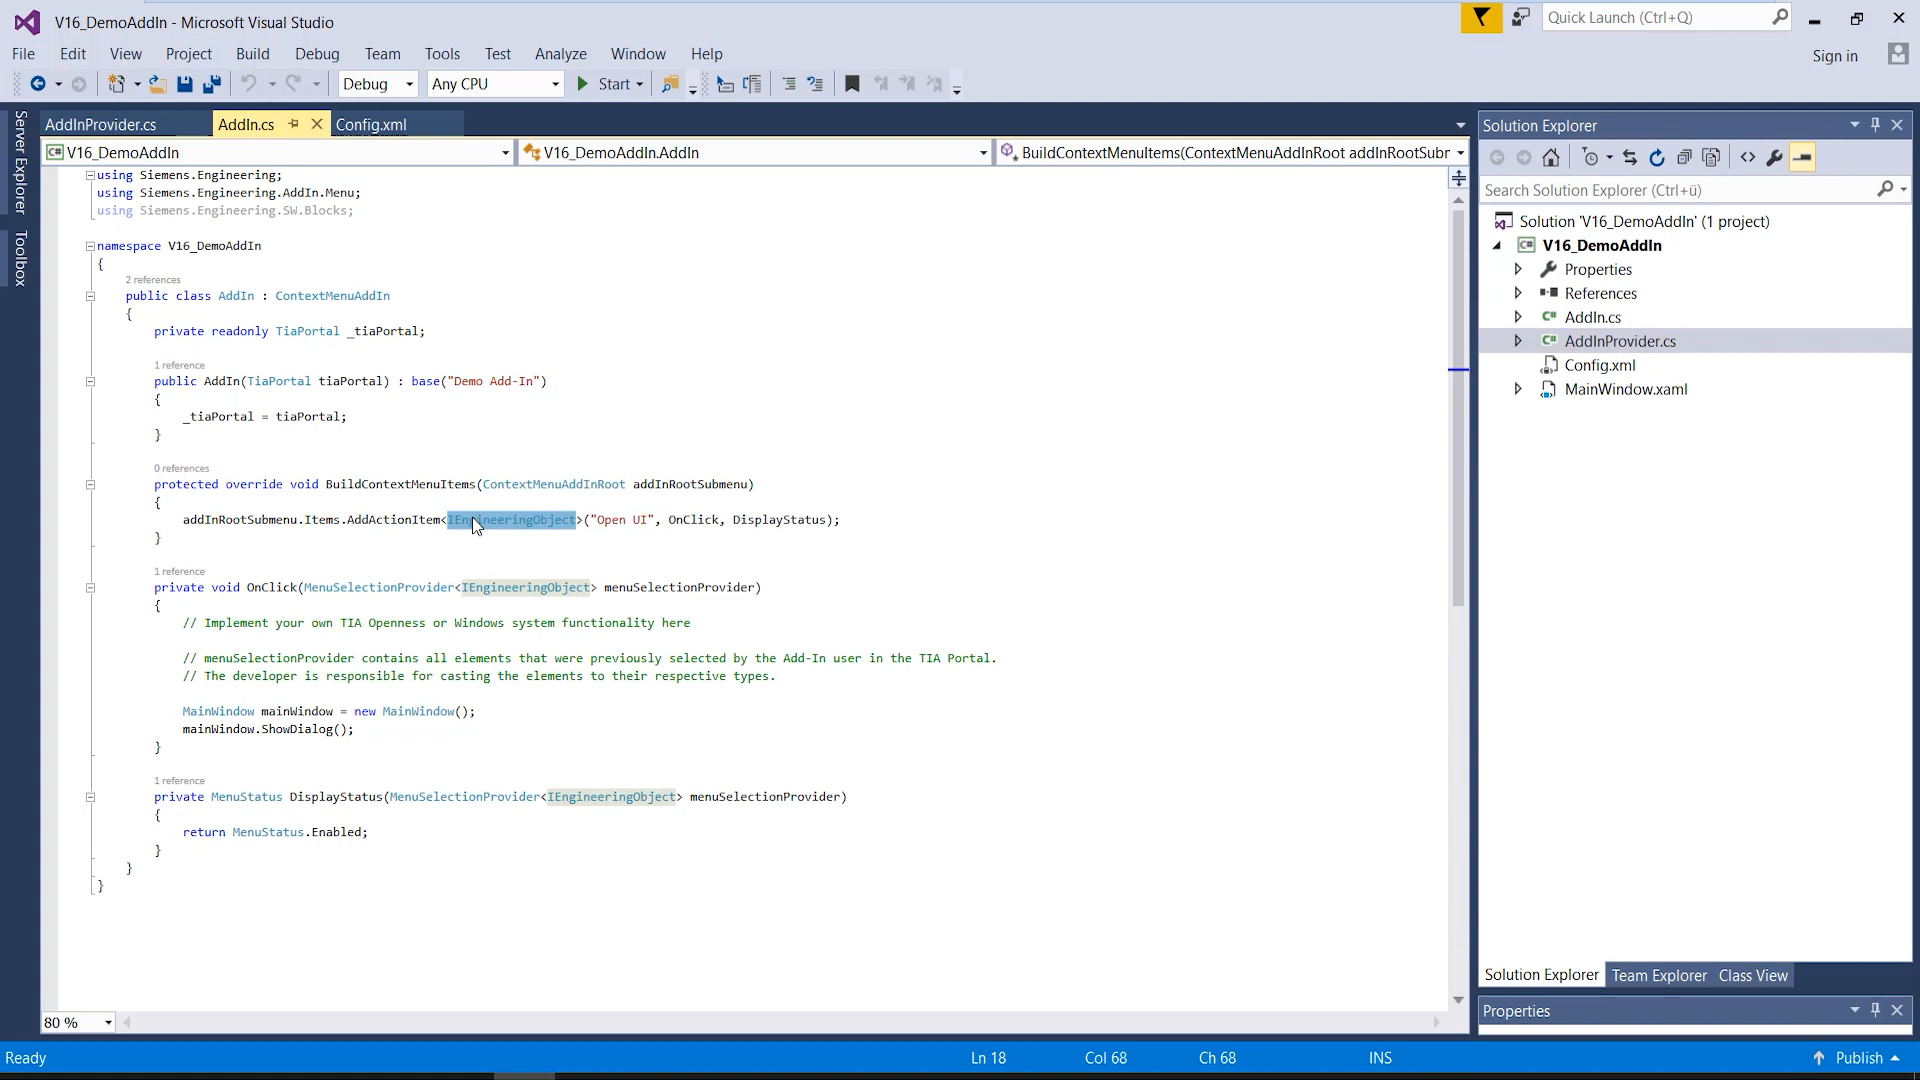 V16_DemoAddIn - Microsoft Visual Studio
Quick Launch (Ctrl+Q)
File Edit View Project Build Debug Team Tools Test Analyze Window Help
Sign in
Debug Any CPU Start
Server Explorer
Toolbox
AddInProvider.cs AddIn.cs Config.xml
V16_DemoAddIn V16_DemoAddIn.AddIn BuildContextMenuItems(ContextMenuAddInRoot addInRootSubr
using Siemens.Engineering;
using Siemens.Engineering.AddIn.Menu;
using Siemens.Engineering.SW.Blocks;
namespace V16_DemoAddIn
{
2 references
public class AddIn : ContextMenuAddIn
{
private readonly TiaPortal _tiaPortal;
1 reference
public AddIn(TiaPortal tiaPortal) : base("Demo Add-In")
{
_tiaPortal = tiaPortal;
}
0 references
protected override void BuildContextMenuItems(ContextMenuAddInRoot addInRootSubmenu)
{
addInRootSubmenu.Items.AddActionItem<IEngineeringObject>("Open UI", OnClick, DisplayStatus);
}
1 reference
private void OnClick(MenuSelectionProvider<IEngineeringObject> menuSelectionProvider)
{
// Implement your own TIA Openness or Windows system functionality here
// menuSelectionProvider contains all elements that were previously selected by the Add-In user in the TIA Portal.
// The developer is responsible for casting the elements to their respective types.
MainWindow mainWindow = new MainWindow();
mainWindow.ShowDialog();
}
1 reference
private MenuStatus DisplayStatus(MenuSelectionProvider<IEngineeringObject> menuSelectionProvider)
{
return MenuStatus.Enabled;
}
}
}
80 %
Solution Explorer
Search Solution Explorer (Ctrl+ü)
Solution 'V16_DemoAddIn' (1 project)
C# V16_DemoAddIn
Properties
References
C# AddIn.cs
C# AddInProvider.cs
Config.xml
MainWindow.xaml
Solution Explorer Team Explorer Class View
Properties
Ready Ln 18 Col 68 Ch 68 INS Publish